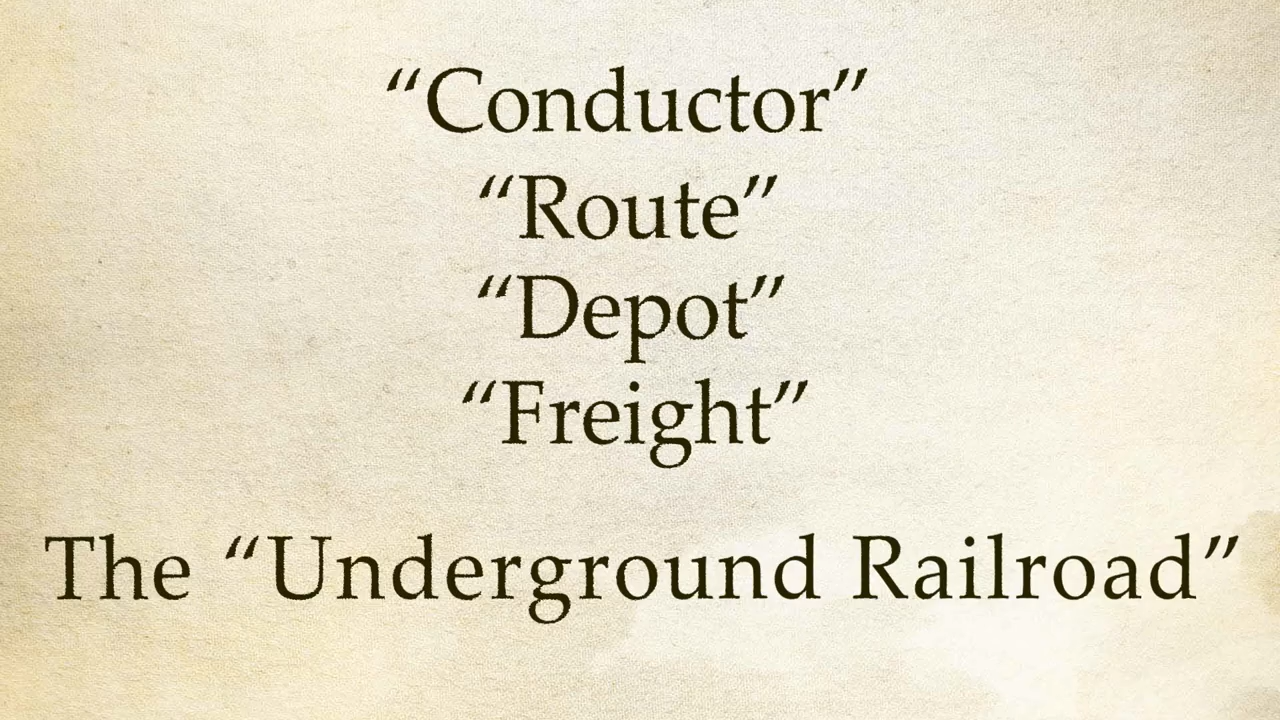 “Conductor”
“Route”
“Depot”
“Freight”
The “Underground Railroad”